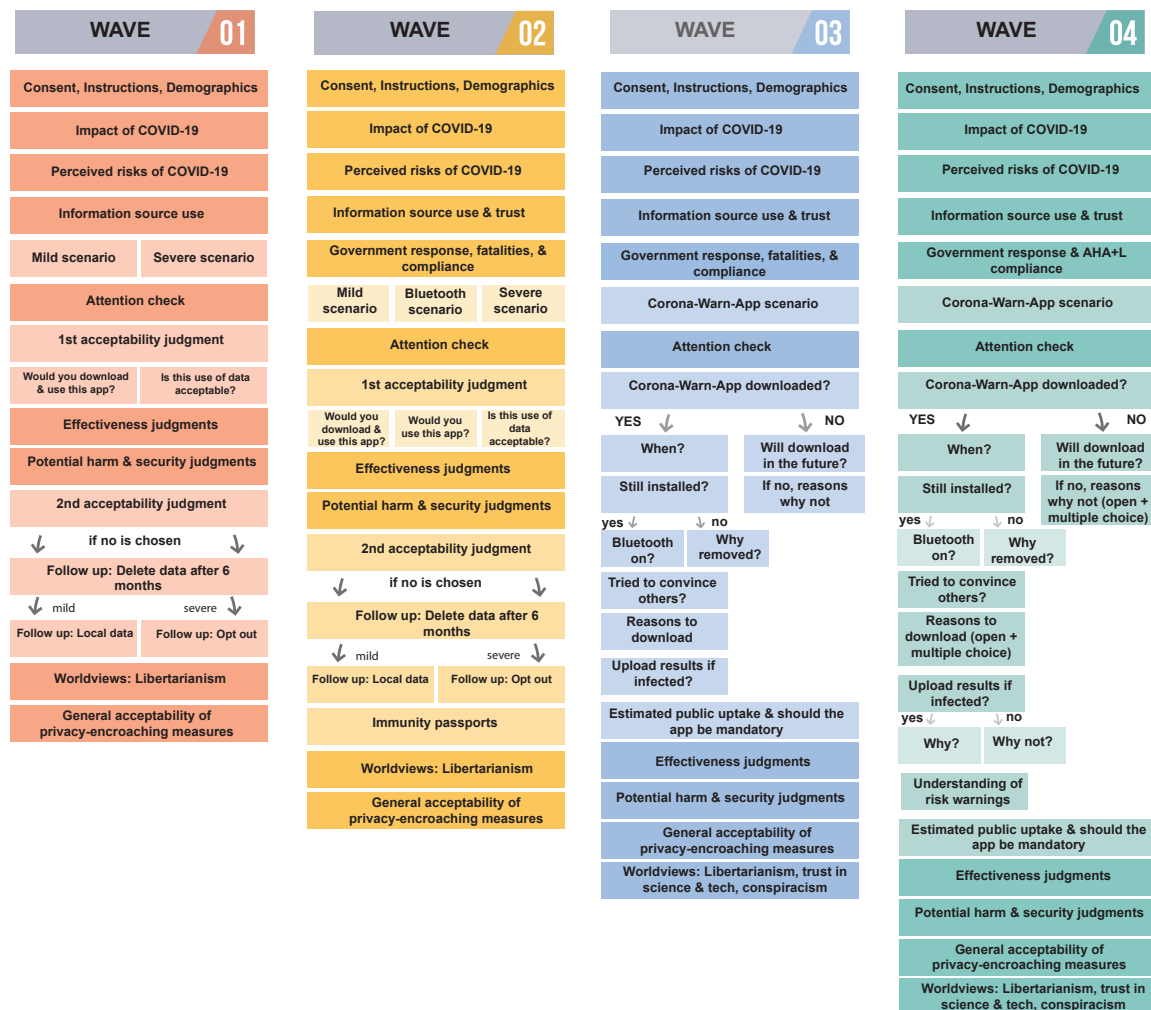 WAVE 01
Consent, Instructions, Demographics
Impact of COVID-19
Perceived risks of COVID-19
Information source use
Mild scenario
Severe scenario
Attention check
1st acceptability judgment
Would you download
& use this app?
Is this use of data
acceptable?
Effectiveness judgments
Potential harm & security judgments
2nd acceptability judgment
if no is chosen
Follow up: Delete data after 6
months
mild
severe
Follow up: Local data
Follow up: Opt out
Worldviews: Libertarianism
General acceptability of
privacy-encroaching measures
WAVE 02
Consent, Instructions, Demographics
Impact of COVID-19
Perceived risks of COVID-19
Information source use & trust
Government response, fatalities, &
compliance
Mild
scenario
Bluetooth
scenario
Severe
scenario
Attention check
1st acceptability judgment
Would you
download &
use this app?
Would you
use this app?
Is this use of
data
acceptable?
Effectiveness judgments
Potential harm & security judgments
2nd acceptability judgment
if no is chosen
Follow up: Delete data after 6
months
mild
severe
Follow up: Local data
Follow up: Opt out
Immunity passports
Worldviews: Libertarianism
General acceptability of
privacy-encroaching measures
WAVE 03
Consent, Instructions, Demographics
Impact of COVID-19
Perceived risks of COVID-19
Information source use & trust
Government response, fatalities, &
compliance
Corona-Warn-App scenario
Attention check
Corona-Warn-App downloaded?
YES
NO
When?
Will download
in the future?
Still installed?
If no, reasons
why not
yes
no
Bluetooth
on?
Why
removed?
Tried to convince
others?
Reasons to
download
Upload results if
infected?
Estimated public uptake & should the
app be mandatory
Effectiveness judgments
Potential harm & security judgments
General acceptability of
privacy-encroaching measures
Worldviews: Libertarianism, trust in
science & tech, conspiracism
WAVE 04
Consent, Instructions, Demographics
Impact of COVID-19
Perceived risks of COVID-19
Information source use & trust
Government response & AHA+L
compliance
Corona-Warn-App scenario
Attention check
Corona-Warn-App downloaded?
YES
NO
When?
Will download
in the future?
Still installed?
If no, reasons
why not (open +
multiple choice)
yes
no
Bluetooth
on?
Why
removed?
Tried to convince
others?
Reasons to
download (open +
multiple choice)
Upload results if
infected?
yes
no
Why?
Why not?
Understanding of
risk warnings
Estimated public uptake & should the
app be mandatory
Effectiveness judgments
Potential harm & security judgments
General acceptability of
privacy-encroaching measures
Worldviews: Libertarianism, trust in
science & tech, conspiracism